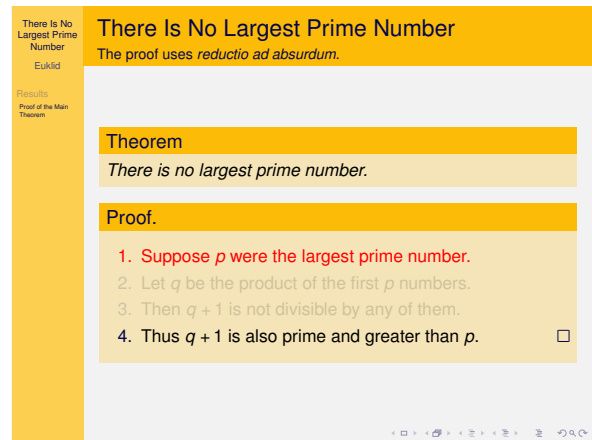 There Is No
Largest Prime
Number
Euklid
Results
Proof of the Main
Theorem
There Is No Largest Prime Number
The proof uses reductio ad absurdum.
Theorem
There is no largest prime number.
Proof.
1. Suppose p were the largest prime number.
2. Let q be the product of the first p numbers.
3. Then q + 1 is not divisible by any of them.
4. Thus q + 1 is also prime and greater than p. □